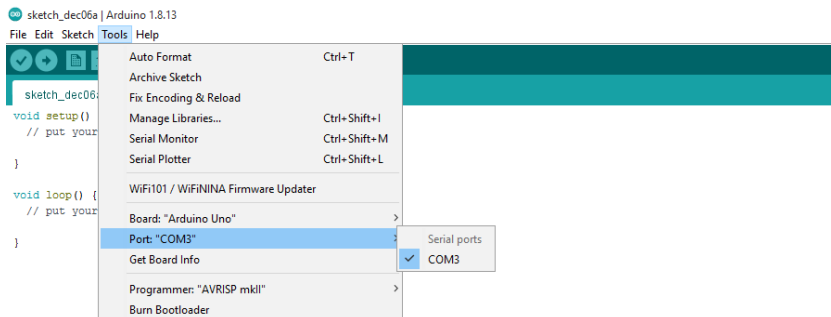 sketch_dec06a | Arduino 1.8.13
File Edit Sketch Tools Help
Auto Format Ctrl+T
Archive Sketch
sketch_dec06a
Fix Encoding & Reload
void setup()
Manage Libraries... Ctrl+Shift+I
// put your
Serial Monitor Ctrl+Shift+M
}
Serial Plotter Ctrl+Shift+L
void loop() {
WiFi101 / WiFiNINA Firmware Updater
// put your
Board: "Arduino Uno"
}
Port: "COM3"
Serial ports
Get Board Info
COM3
Programmer: "AVRISP mkII"
Burn Bootloader